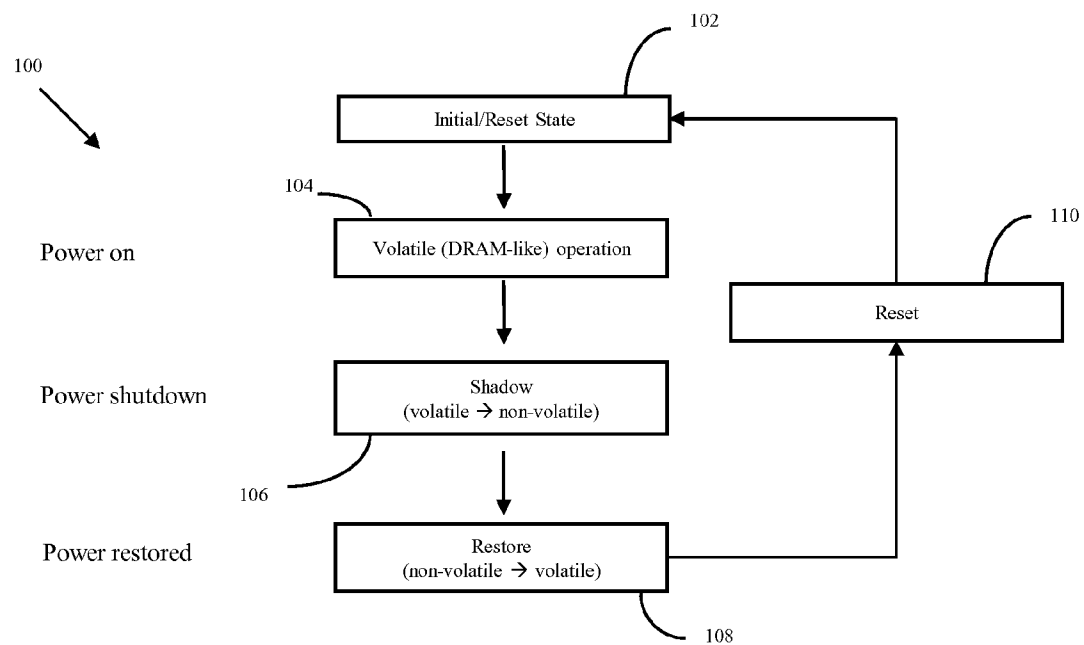 102
100
Initial/Reset State
104
110
Power on
Volatile (DRAM-like) operation
Reset
Power shutdown
Shadow
(volatile → non-volatile)
106
Power restored
Restore
(non-volatile → volatile)
108